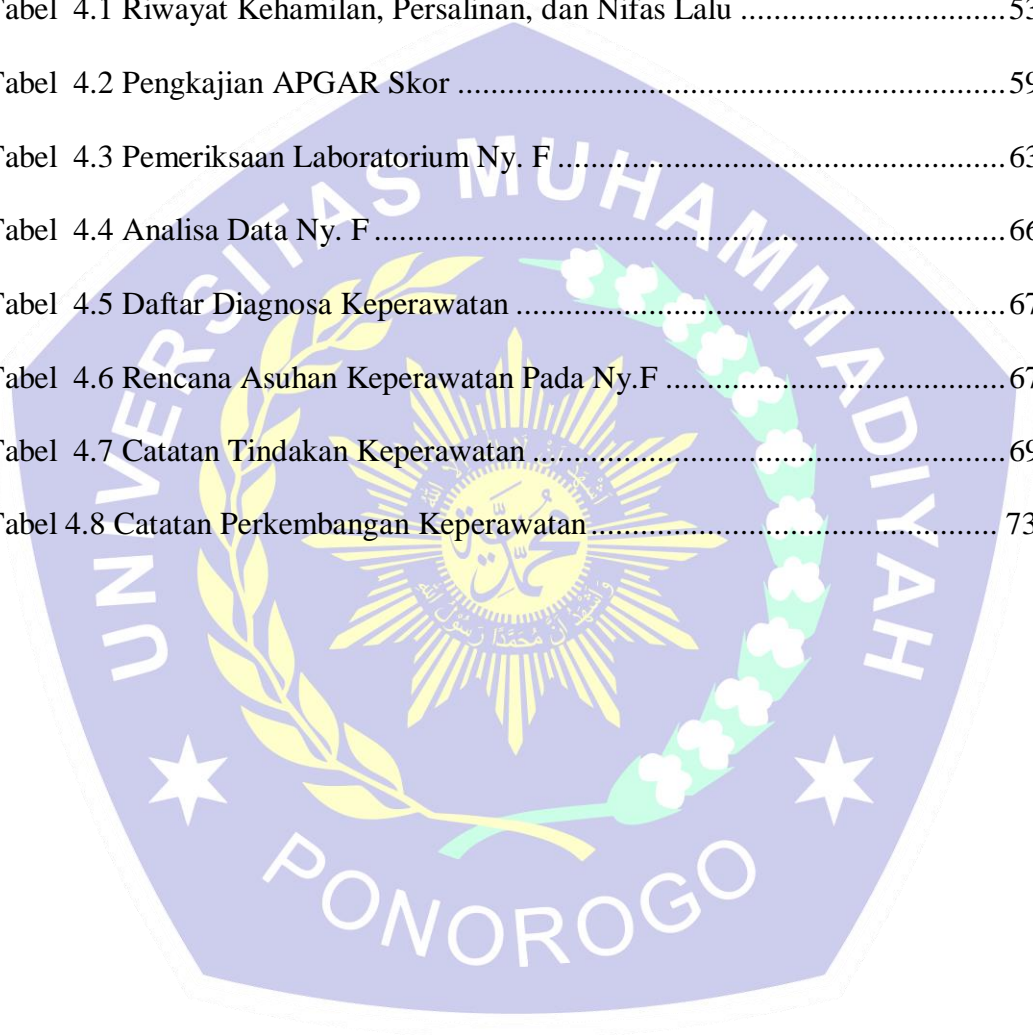 Tabel 4.1 Riwayat Kehamilan, Persalinan, dan Nifas Lalu ............................ 53
Tabel 4.2 Pengkajian APGAR Skor ................................................................ 59
Tabel 4.3 Pemeriksaan Laboratorium Ny. F .................................................... 63
Tabel 4.4 Analisa Data Ny. F .......................................................................... 66
Tabel 4.5 Daftar Diagnosa Keperawatan ......................................................... 67
Tabel 4.6 Rencana Asuhan Keperawatan Pada Ny.F ....................................... 67
Tabel 4.7 Catatan Tindakan Keperawatan ....................................................... 69
Tabel 4.8 Catatan Perkembangan Keperawatan ............................................... 73
UNIVERSITAS MUHAMMADIYAH
PONOROGO